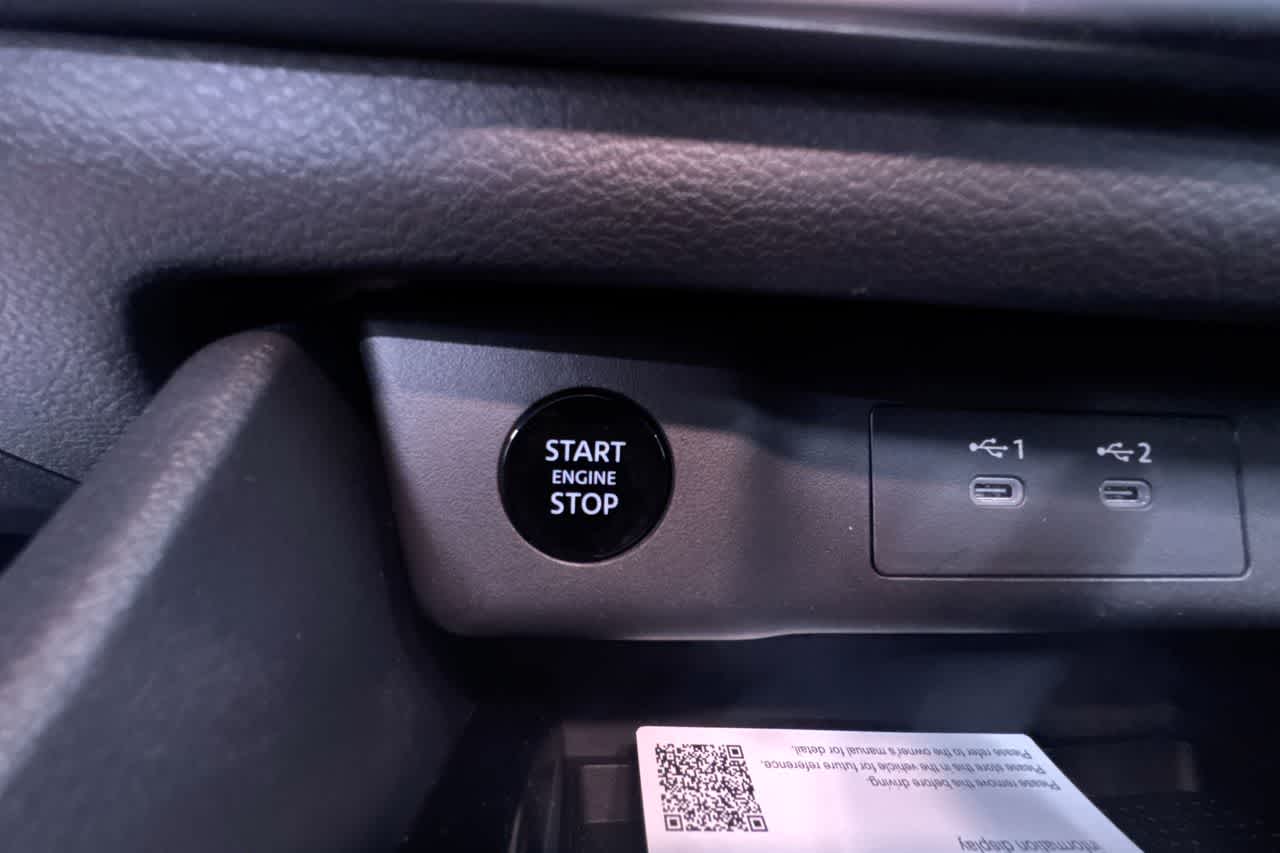 START
ENGINE
STOP
1
2
information display
Please remove this before driving.
Please store this in the vehicle for future reference.
Please refer to the owner's manual for detail.